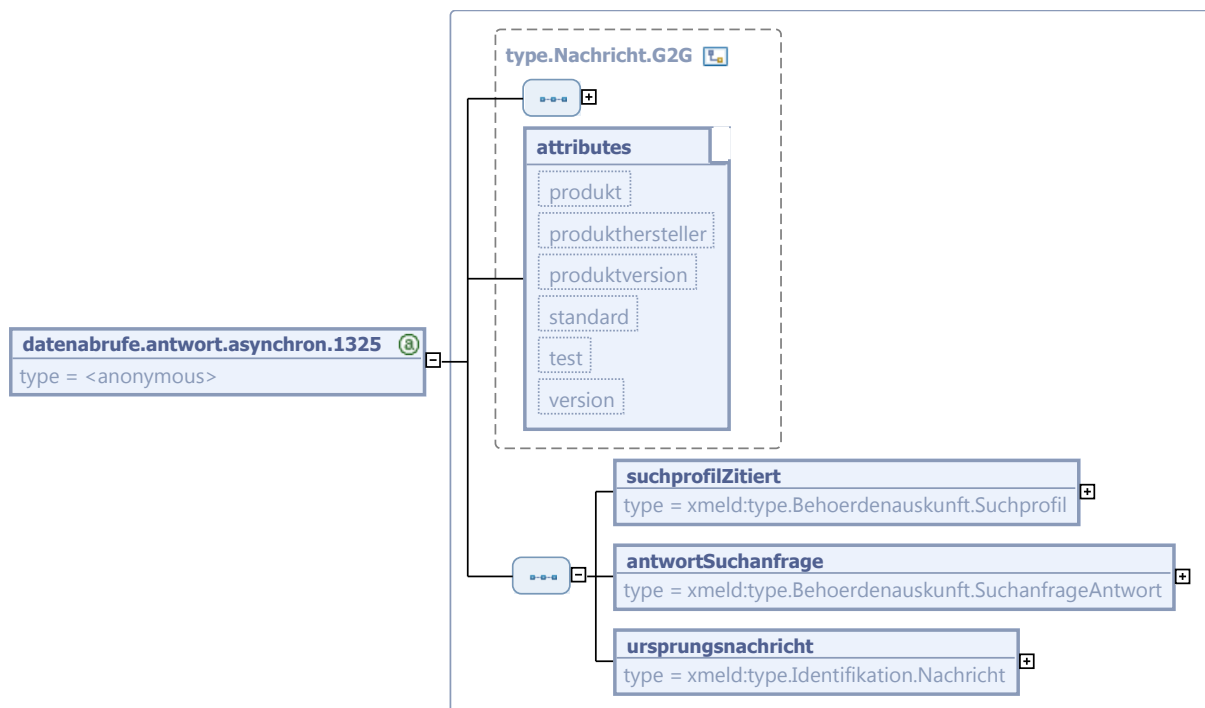 type.Nachricht.G2G
attributes
produkt
produkthersteller
produktversion
standard
test
version
datenabrufe.antwort.asynchron.1325
type = <anonymous>
suchprofilZitiert
type = xmeld:type.Behoerdenauskunft.Suchprofil
antwortSuchanfrage
type = xmeld:type.Behoerdenauskunft.SuchanfrageAntwort
ursprungsnachricht
type = xmeld:type.Identifikation.Nachricht